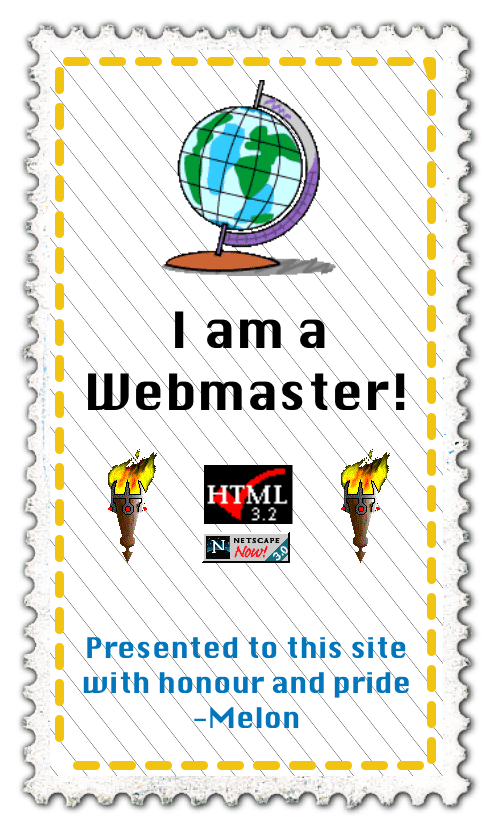 I am a
Webmaster!
HTML
3.2
N NETSCAPE
Now! 3.0
Presented to this site
with honour and pride
-Melon